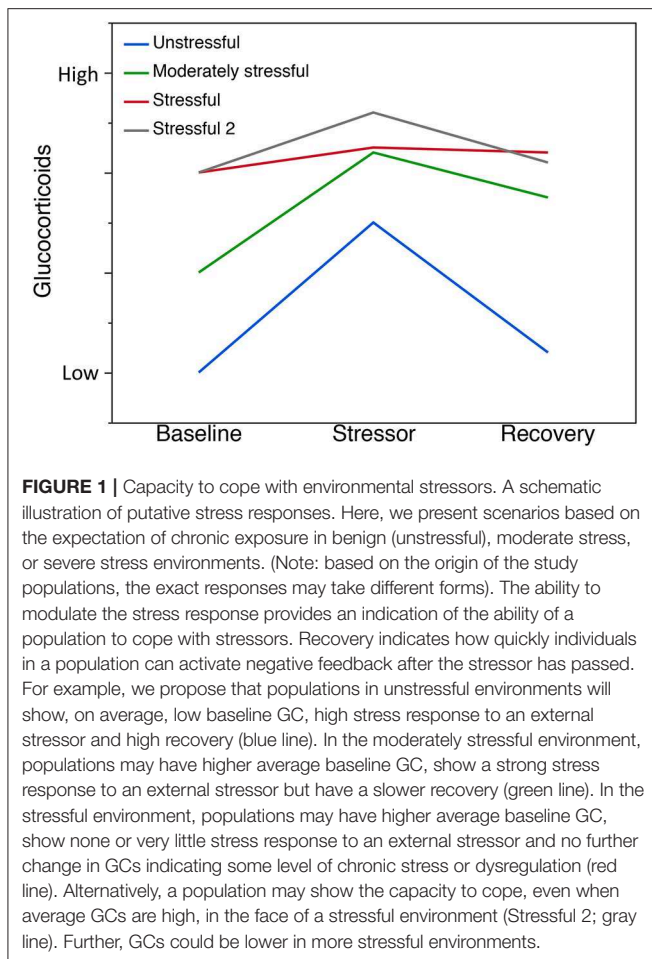 Unstressful
High
Moderately stressful
Stressful
Stressful 2
Glucocorticoids
Low
Baseline Stressor Recovery
FIGURE 1 | Capacity to cope with environmental stressors. A schematic
illustration of putative stress responses. Here, we present scenarios based on
the expectation of chronic exposure in benign (unstressful), moderate stress,
or severe stress environments. (Note: based on the origin of the study
populations, the exact responses may take different forms). The ability to
modulate the stress response provides an indication of the ability of a
population to cope with stressors. Recovery indicates how quickly individuals
in a population can activate negative feedback after the stressor has passed.
For example, we propose that populations in unstressful environments will
show, on average, low baseline GC, high stress response to an external
stressor and high recovery (blue line). In the moderately stressful environment,
populations may have higher average baseline GC, show a strong stress
response to an external stressor but have a slower recovery (green line). In the
stressful environment, populations may have higher average baseline GC,
show none or very little stress response to an external stressor and no further
change in GCs indicating some level of chronic stress or dysregulation (red
line). Alternatively, a population may show the capacity to cope, even when
average GCs are high, in the face of a stressful environment (Stressful 2; gray
line). Further, GCs could be lower in more stressful environments.